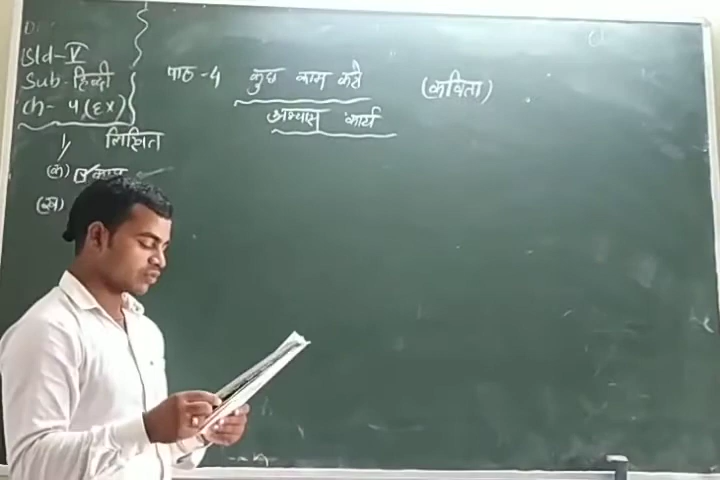 Std - V
Sub - हिन्दी
Ch - 4 (Ex)
पाठ - 4 कुछ काम करो (कविता)
अभ्यास कार्य
लिखित
1/
(क) काम
(ख)